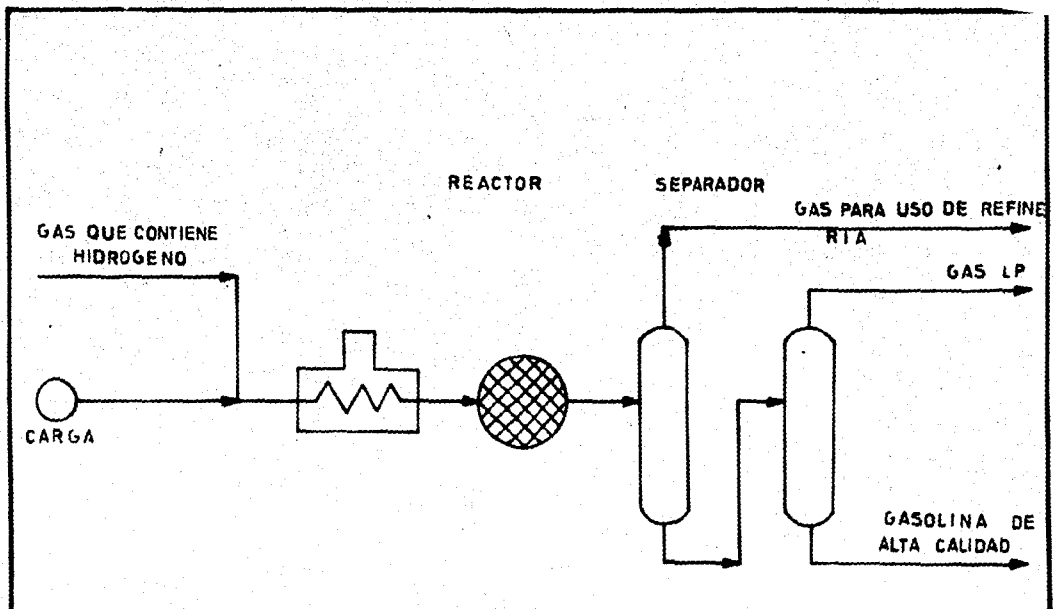 REACTOR
SEPARADOR
GAS PARA USO DE REFINE
RIA
GAS QUE CONTIENE
HIDROGENO
GAS LP
CARGA
GASOLINA DE
ALTA CALIDAD